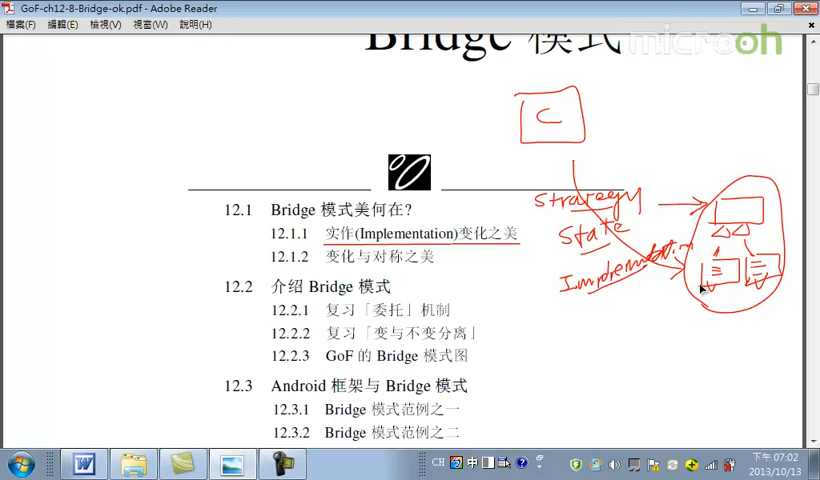 GoF-ch12-8-Bridge-ok.pdf - Adobe Reader
檔案(F) 編輯(E) 檢視(V) 視窗(W) 說明(H)
microoh
Bridge 模式
C
Strategy
State
Implementation
12.1 Bridge 模式美何在?
12.1.1 实作(Implementation)变化之美
12.1.2 变化与对称之美
12.2 介绍 Bridge 模式
12.2.1 复习「委托」机制
12.2.2 复习「变与不变分离」
12.2.3 GoF 的 Bridge 模式图
12.3 Android 框架与 Bridge 模式
12.3.1 Bridge 模式范例之一
12.3.2 Bridge 模式范例之二
CH 中
下午 07:02
2013/10/13